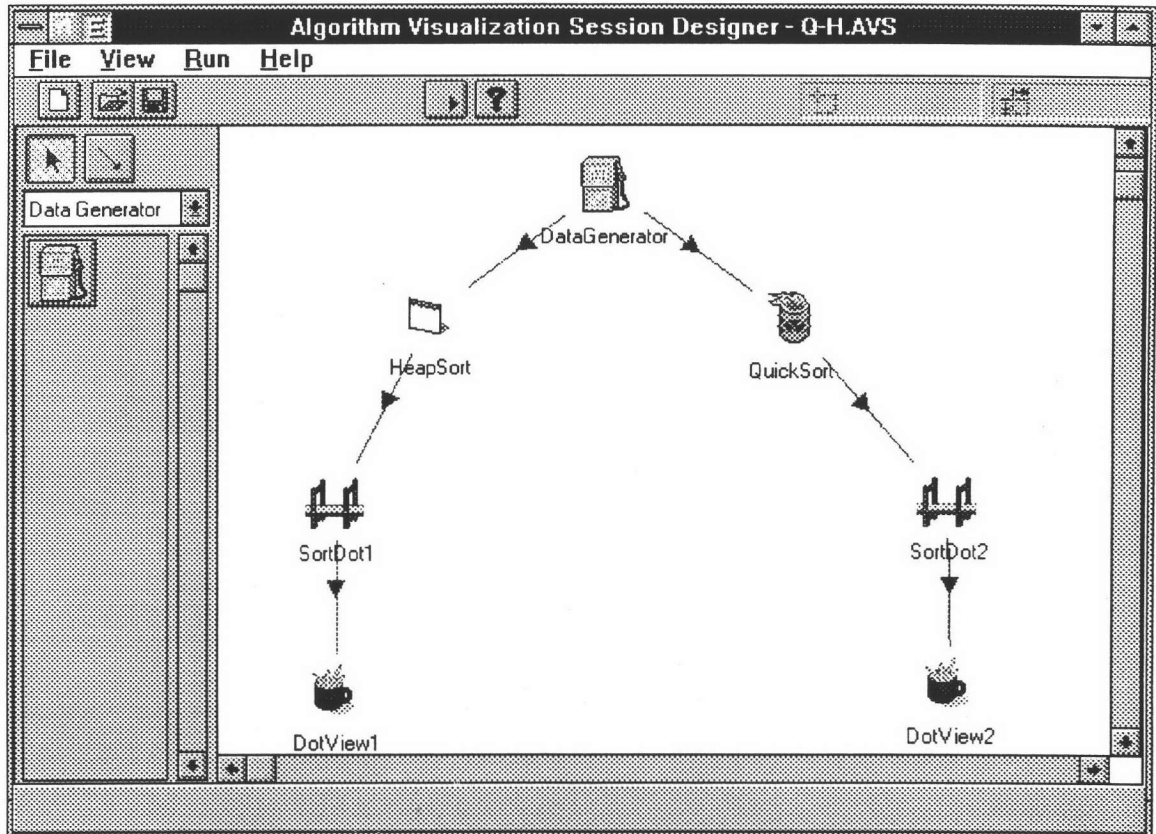 Algorithm Visualization Session Designer - Q-H.AVS
File View Run Help
Data Generator
DataGenerator
HeapSort
QuickSort
SortDot1
SortDot2
DotView1
DotView2